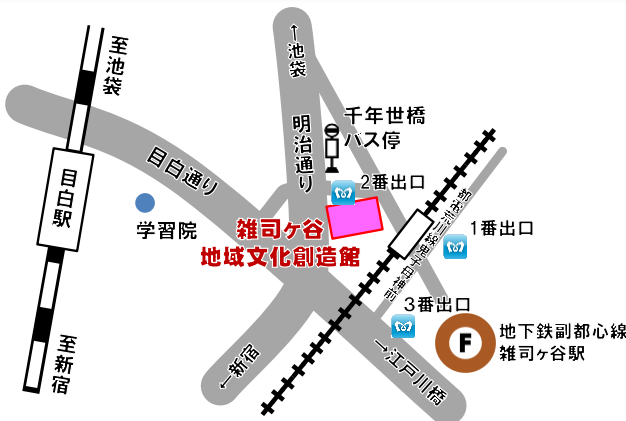 至池袋
←池袋
千年世橋
バス停
明治通り
目白通り
2番出口
目白駅
学習院
雑司ヶ谷
地域文化創造館
都電荒川線鬼子母神前
1番出口
3番出口
F
地下鉄副都心線
雑司ヶ谷駅
至新宿
←新宿
→江戸川橋